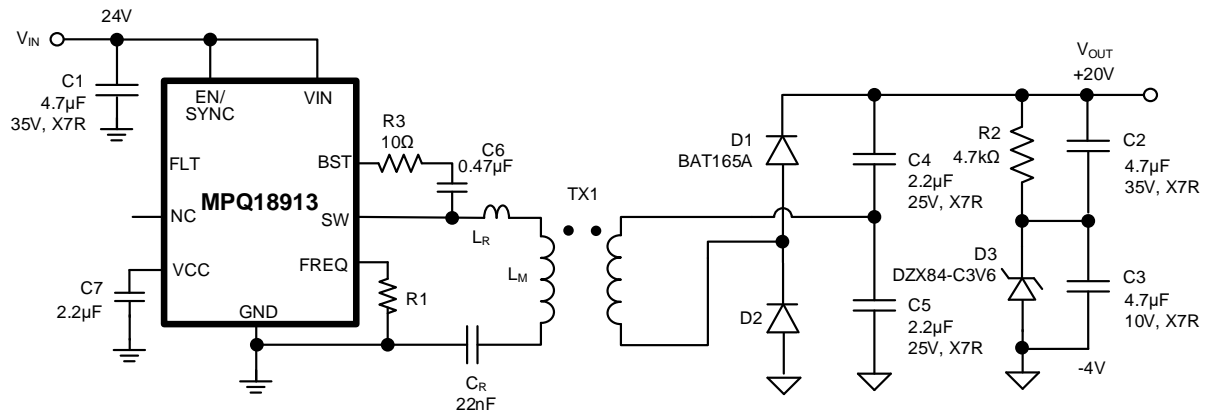 24V
VIN
C1
4.7µF
35V, X7R
EN/
SYNC
VIN
FLT
BST
MPQ18913
NC
SW
VCC
FREQ
GND
C7
2.2µF
R3
10Ω
C6
0.47µF
LR
LM
R1
CR
22nF
TX1
D1
BAT165A
D2
C4
2.2µF
25V, X7R
C5
2.2µF
25V, X7R
VOUT
+20V
R2
4.7kΩ
C2
4.7µF
35V, X7R
D3
DZX84-C3V6
C3
4.7µF
10V, X7R
-4V